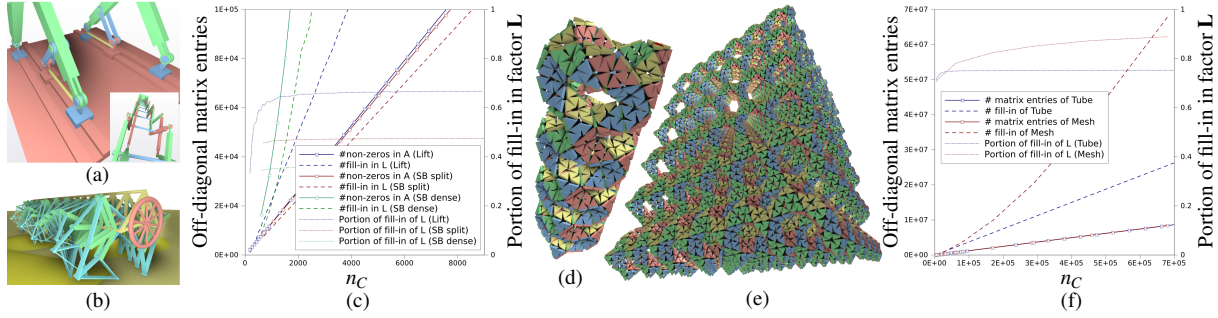 (a)
(b)
Off-diagonal matrix entries
1E+05
8E+04
6E+04
4E+04
2E+04
0E+00
0
2000
4000
6000
8000
n_C
1
0.8
0.6
0.4
0.2
0
Portion of fill-in in factor L
#non-zeros in A (Lift)
#fill-in in L (Lift)
#non-zeros in A (SB split)
#fill-in in L (SB split)
#non-zeros in A (SB dense)
#fill-in in L (SB dense)
Portion of fill-in of L (Lift)
Portion of fill-in of L (SB split)
Portion of fill-in of L (SB dense)
(c)
(d)
(e)
Off-diagonal matrix entries
7E+07
6E+07
5E+07
4E+07
3E+07
2E+07
1E+07
0E+00
0E+00
1E+05
2E+05
3E+05
4E+05
5E+05
6E+05
7E+05
n_C
1
0.8
0.6
0.4
0.2
0
Portion of fill-in in factor L
# matrix entries of Tube
# fill-in of Tube
# matrix entries of Mesh
# fill-in of Mesh
Portion of fill-in of L (Tube)
Portion of fill-in of L (Mesh)
(f)